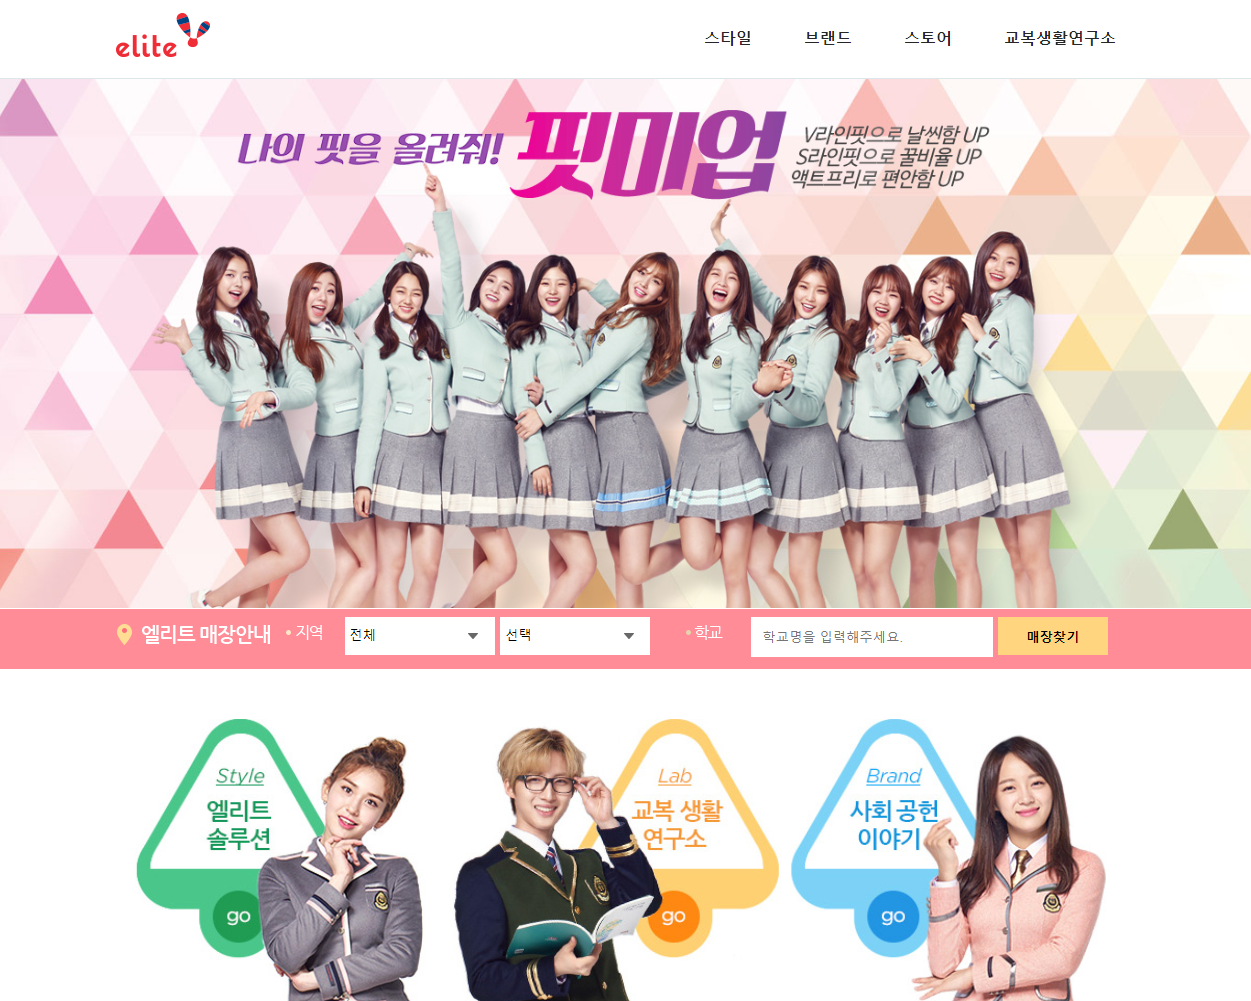 elite
스타일 브랜드 스토어 교복생활연구소
나의 핏을 올려줘! 핏미업
V라인핏으로 날씬함 UP
S라인핏으로 꿀비율 UP
액트프리로 편안함 UP
엘리트 매장안내 • 지역 전체 선택 • 학교 학교명을 입력해주세요. 매장찾기
Style
엘리트
솔루션
go
Lab
교복 생활
연구소
go
Brand
사회 공헌
이야기
go